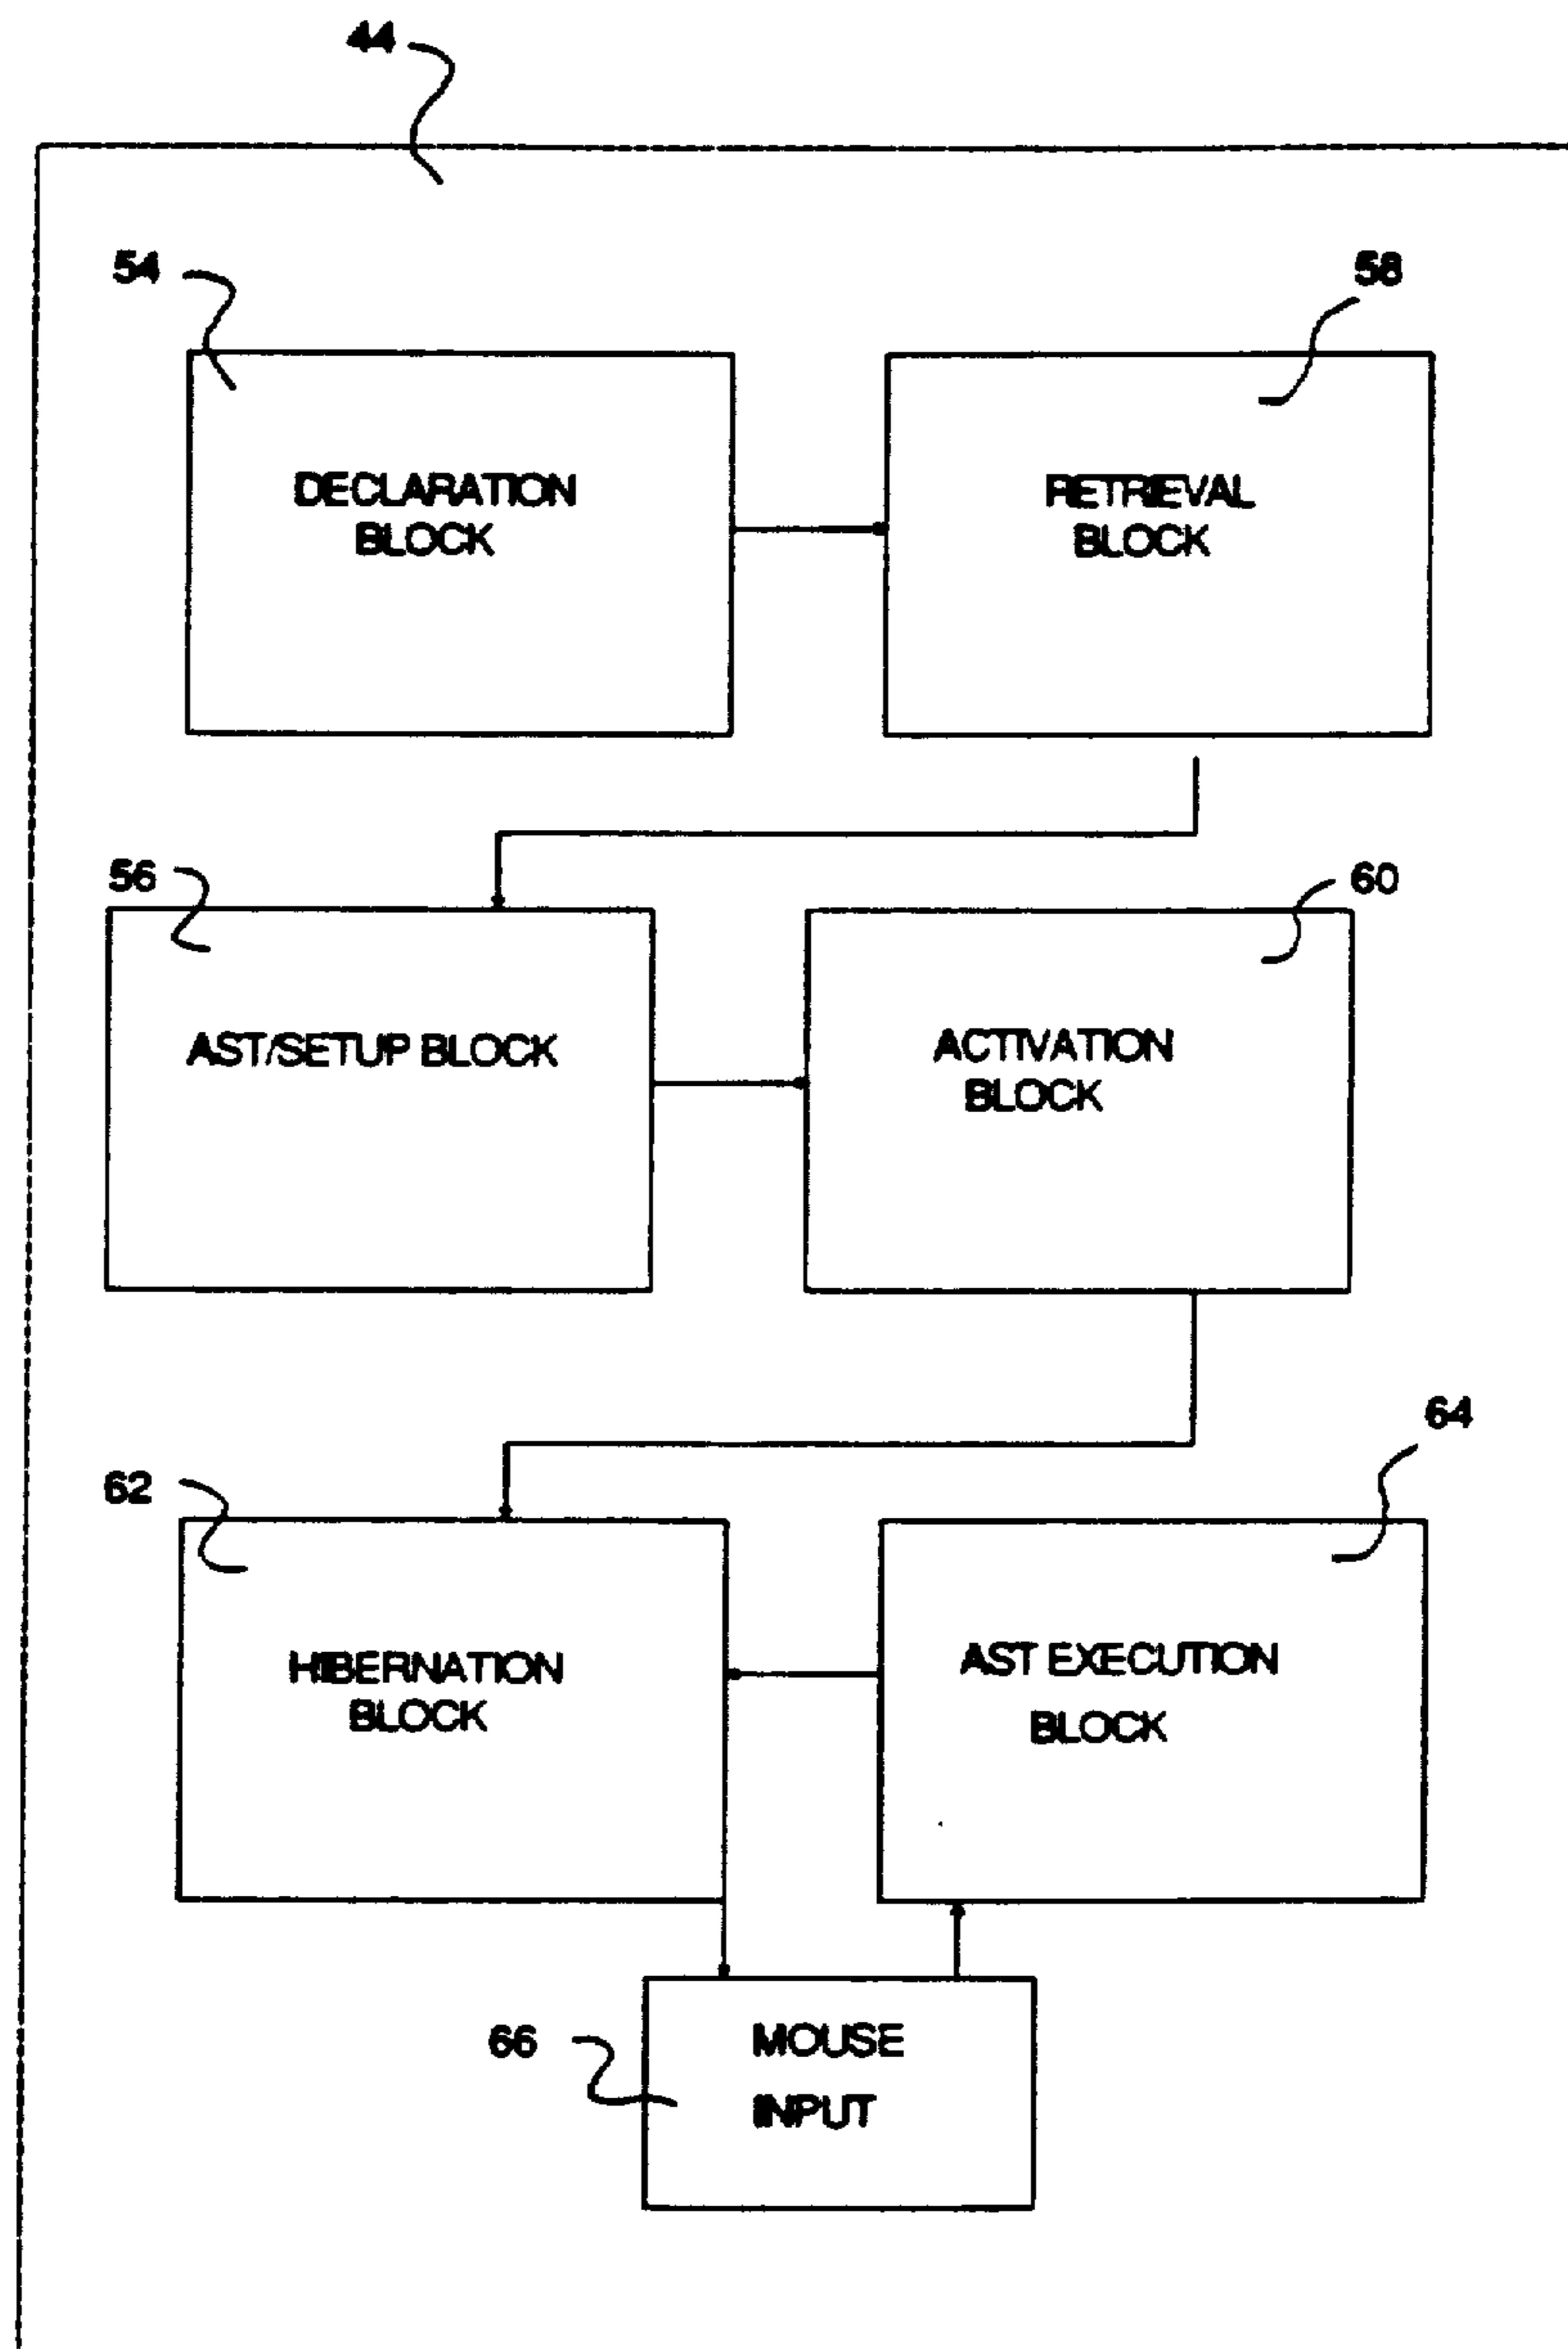 44
54
58
DECLARATION
BLOCK
RETRIEVAL
BLOCK
56
60
AST/SETUP BLOCK
ACTIVATION
BLOCK
62
64
HIBERNATION
BLOCK
AST EXECUTION
BLOCK
66
MOUSE
INPUT